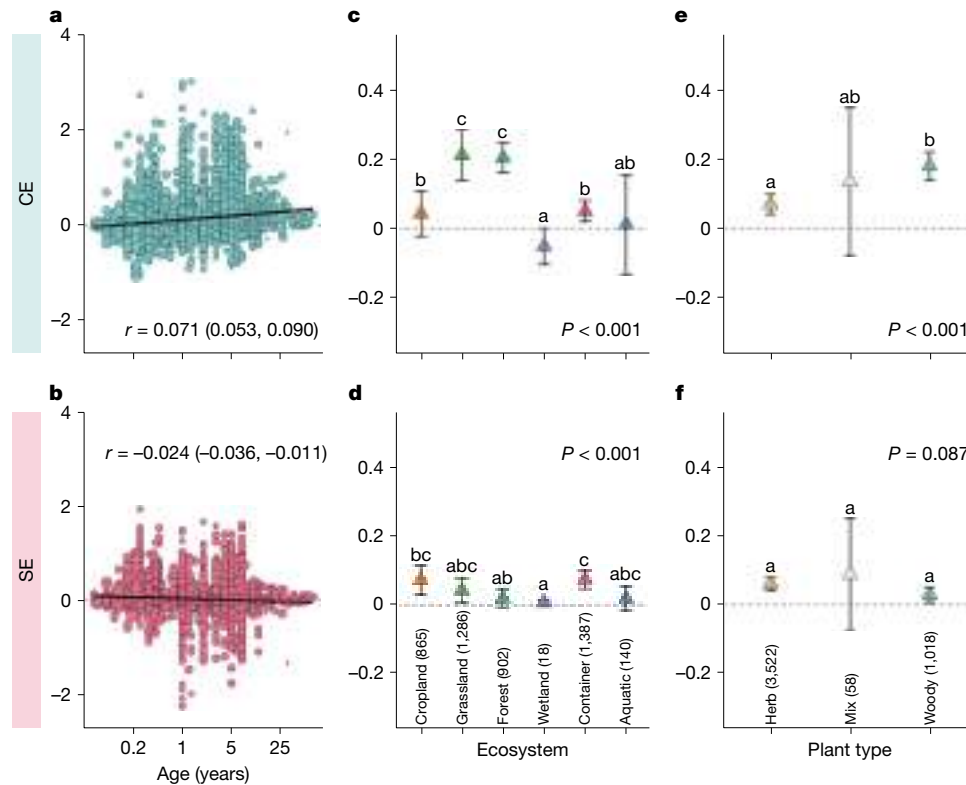 a
c
e
CE
4
2
0
–2
r = 0.071 (0.053, 0.090)
0.4
0.2
0
–0.2
b
c
c
a
b
ab
P < 0.001
0.4
0.2
0
–0.2
a
ab
b
P < 0.001
b
d
f
SE
4
2
0
–2
r = –0.024 (–0.036, –0.011)
0.2
1
5
25
Age (years)
0.4
0.2
0
–0.2
P < 0.001
bc
abc
ab
a
c
abc
Cropland (865)
Grassland (1,286)
Forest (902)
Wetland (18)
Container (1,387)
Aquatic (140)
Ecosystem
0.4
0.2
0
–0.2
P = 0.087
a
a
a
Herb (3,522)
Mix (58)
Woody (1,018)
Plant type